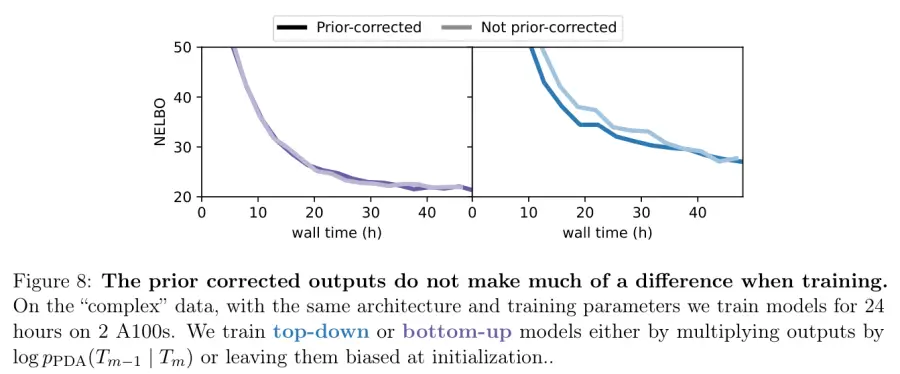 Prior-corrected Not prior-corrected
50
40
30
20
NELBO
0 10 20 30 40 0 10 20 30 40
wall time (h) wall time (h)
Figure 8: The prior corrected outputs do not make much of a difference when training.
On the “complex” data, with the same architecture and training parameters we train models for 24
hours on 2 A100s. We train top-down or bottom-up models either by multiplying outputs by
log p_PDA(T_{m−1} | T_m) or leaving them biased at initialization..